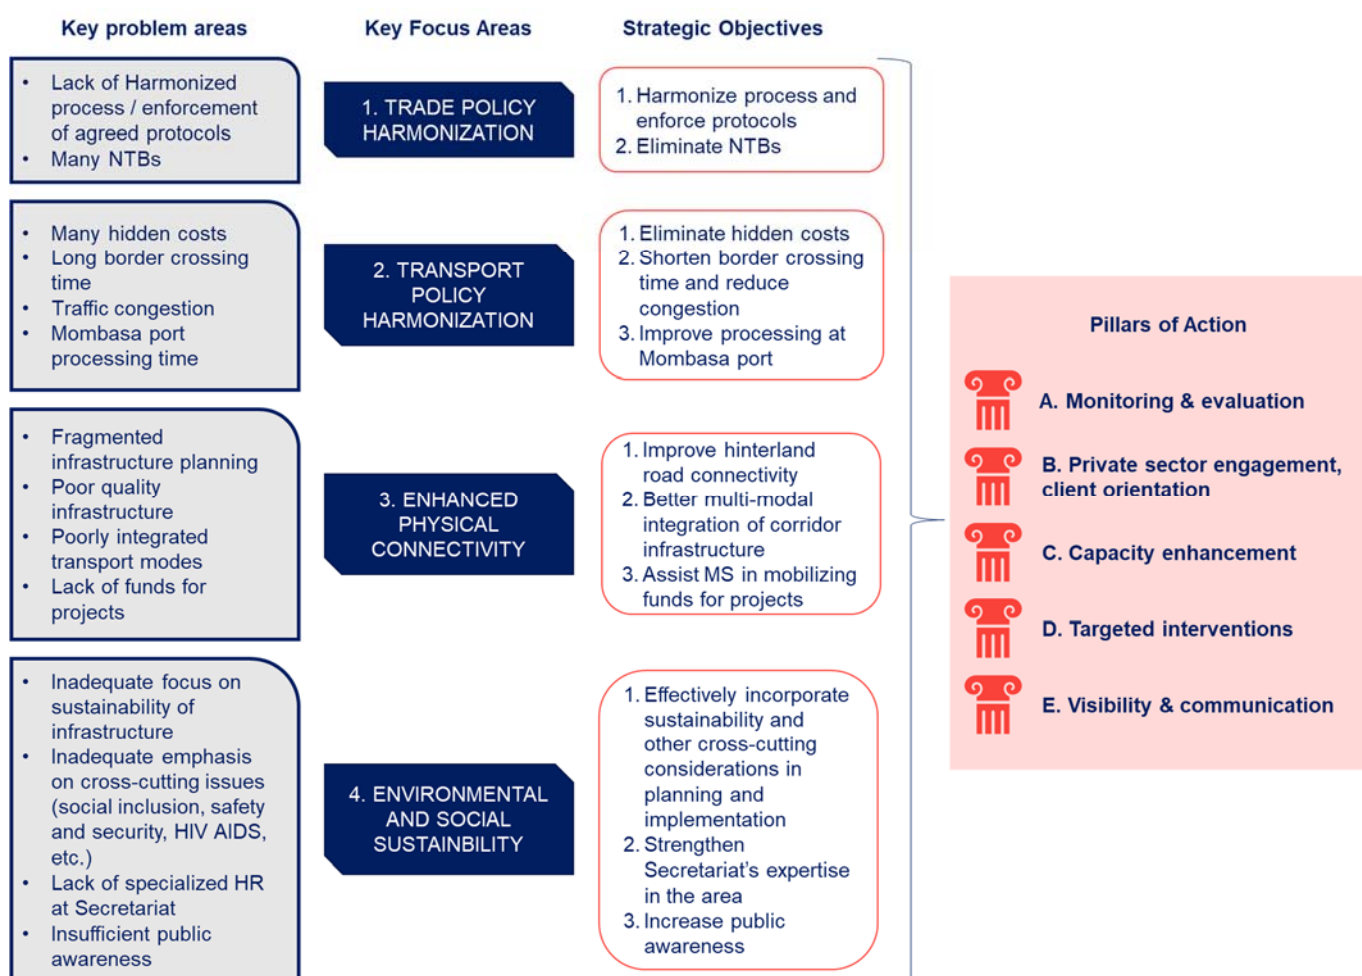 Key problem areas
Key Focus Areas
Strategic Objectives
• Lack of Harmonized
process / enforcement
of agreed protocols
• Many NTBs
1. TRADE POLICY
HARMONIZATION
1. Harmonize process and
enforce protocols
2. Eliminate NTBs
• Many hidden costs
• Long border crossing
time
• Traffic congestion
• Mombasa port
processing time
2. TRANSPORT
POLICY
HARMONIZATION
1. Eliminate hidden costs
2. Shorten border crossing
time and reduce
congestion
3. Improve processing at
Mombasa port
• Fragmented
infrastructure planning
• Poor quality
infrastructure
• Poorly integrated
transport modes
• Lack of funds for
projects
3. ENHANCED
PHYSICAL
CONNECTIVITY
1. Improve hinterland
road connectivity
2. Better multi-modal
integration of corridor
infrastructure
3. Assist MS in mobilizing
funds for projects
• Inadequate focus on
sustainability of
infrastructure
• Inadequate emphasis
on cross-cutting issues
(social inclusion, safety
and security, HIV AIDS,
etc.)
• Lack of specialized HR
at Secretariat
• Insufficient public
awareness
4. ENVIRONMENTAL
AND SOCIAL
SUSTAINBILITY
1. Effectively incorporate
sustainability and
other cross-cutting
considerations in
planning and
implementation
2. Strengthen
Secretariat's expertise
in the area
3. Increase public
awareness
Pillars of Action
A. Monitoring & evaluation
B. Private sector engagement,
client orientation
C. Capacity enhancement
D. Targeted interventions
E. Visibility & communication